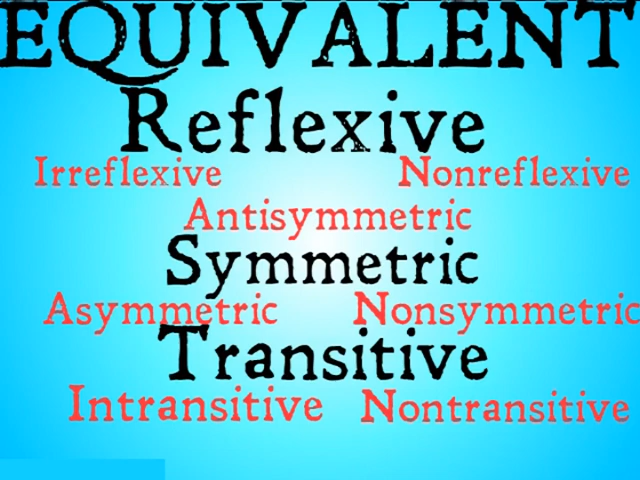 EQUIVALENT
Reflexive
Irreflexive Nonreflexive
Antisymmetric
Symmetric
Asymmetric Nonsymmetric
Transitive
Intransitive Nontransitive